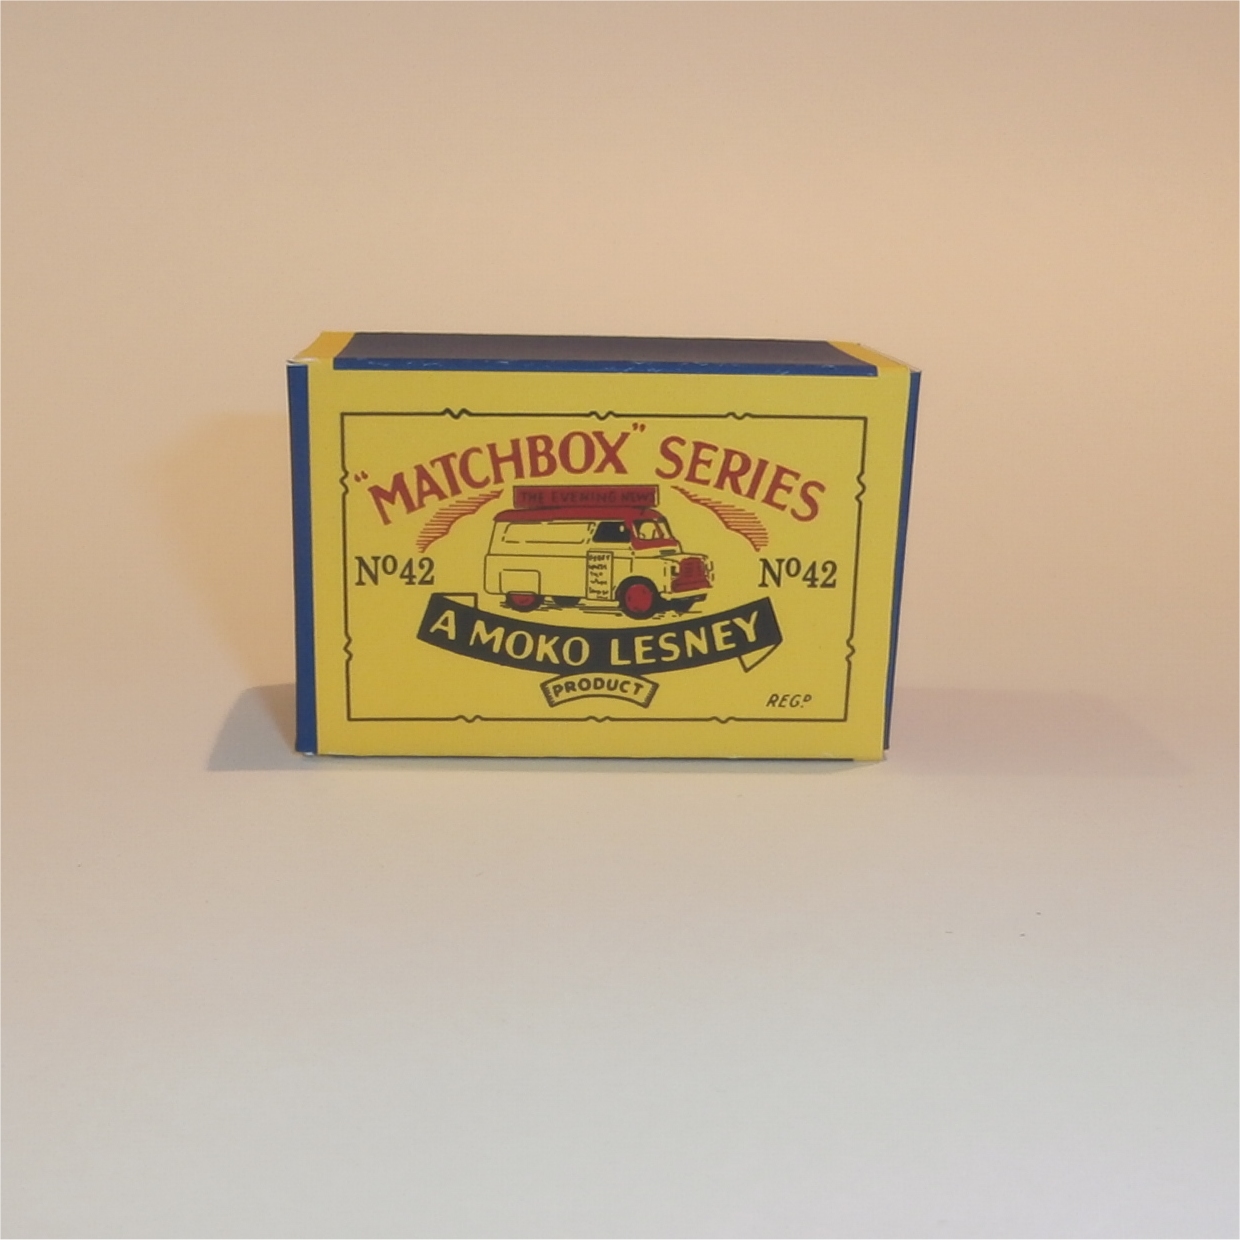 "MATCHBOX" SERIES
THE EVENING NEWS
Nº42
Nº42
A MOKO LESNEY
PRODUCT
REGD